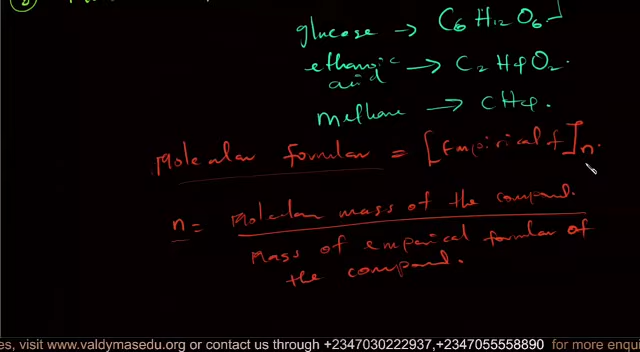 glucose → C6 H12 O6
ethanoic acid → C2 H4 O2.
methane → CH4.
Molecular formular = [Empirical f]n.
n = Molecular mass of the compound.
Mass of emperical formular of
the compound.
es, visit www.valdymasedu.org or contact us through +2347030222937,+2347055558890 for more enqu